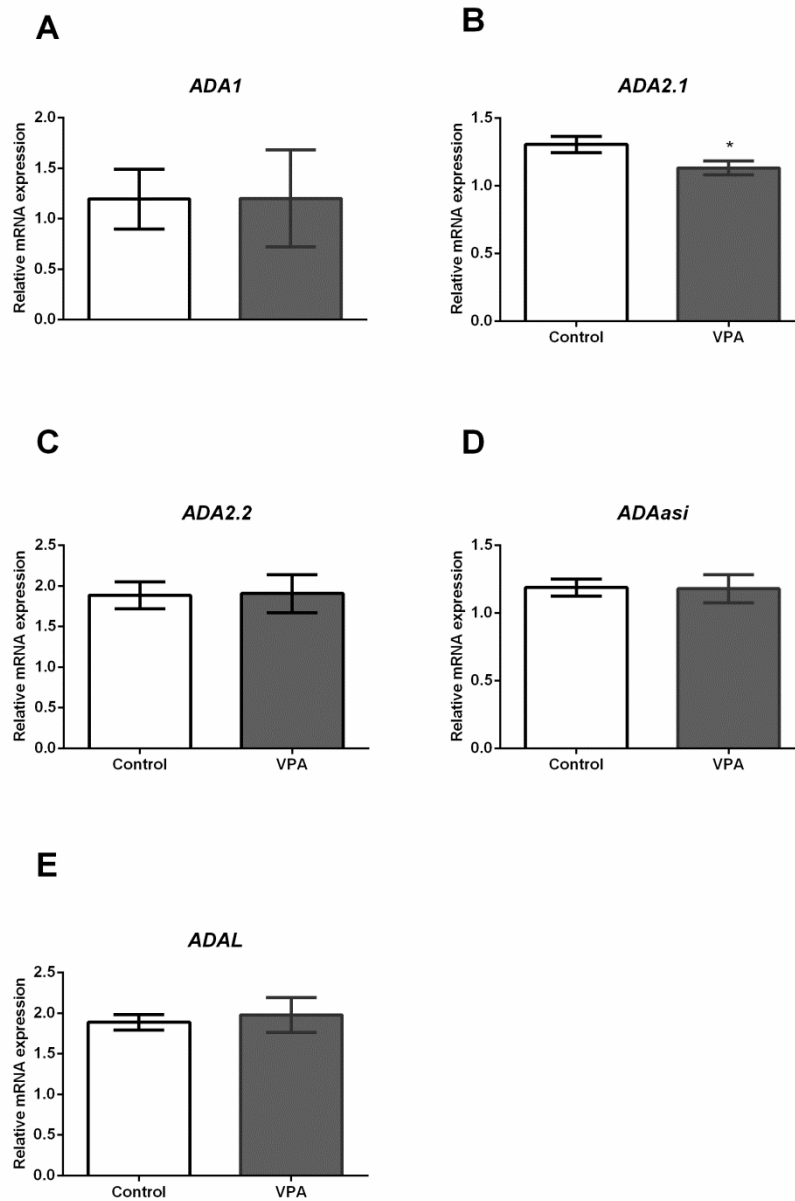 A
ADA1
Relative mRNA expression
2.0
1.5
1.0
0.5
0.0
B
ADA2.1
Relative mRNA expression
1.5
1.0
0.5
0.0
*
Control VPA
C
ADA2.2
Relative mRNA expression
2.5
2.0
1.5
1.0
0.5
0.0
Control VPA
D
ADAasi
Relative mRNA expression
1.5
1.0
0.5
0.0
Control VPA
E
ADAL
Relative mRNA expression
2.5
2.0
1.5
1.0
0.5
0.0
Control VPA